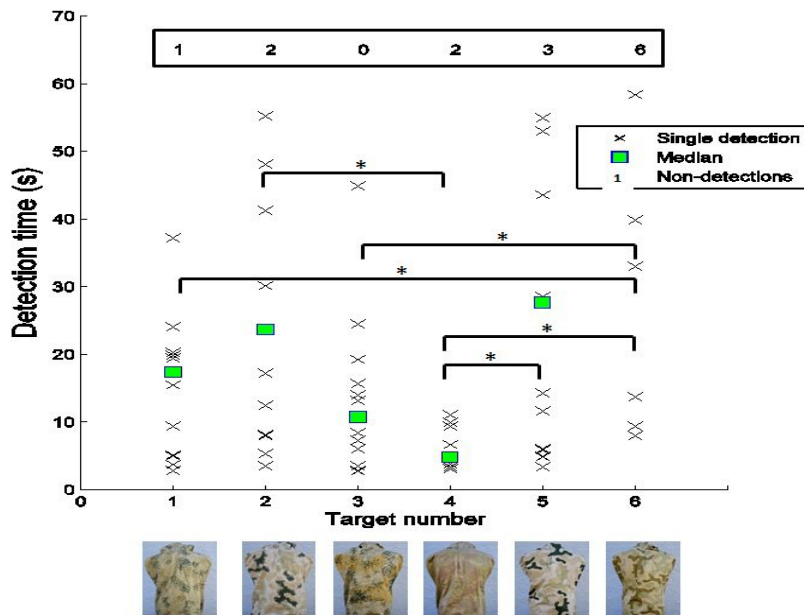 70
1 2 0 2 3 6
60
× Single detection
Median
1 Non-detections
50
*
40
*
30
*
20
*
*
10
0
Detection time (s)
0 1 2 3 4 5 6
Target number